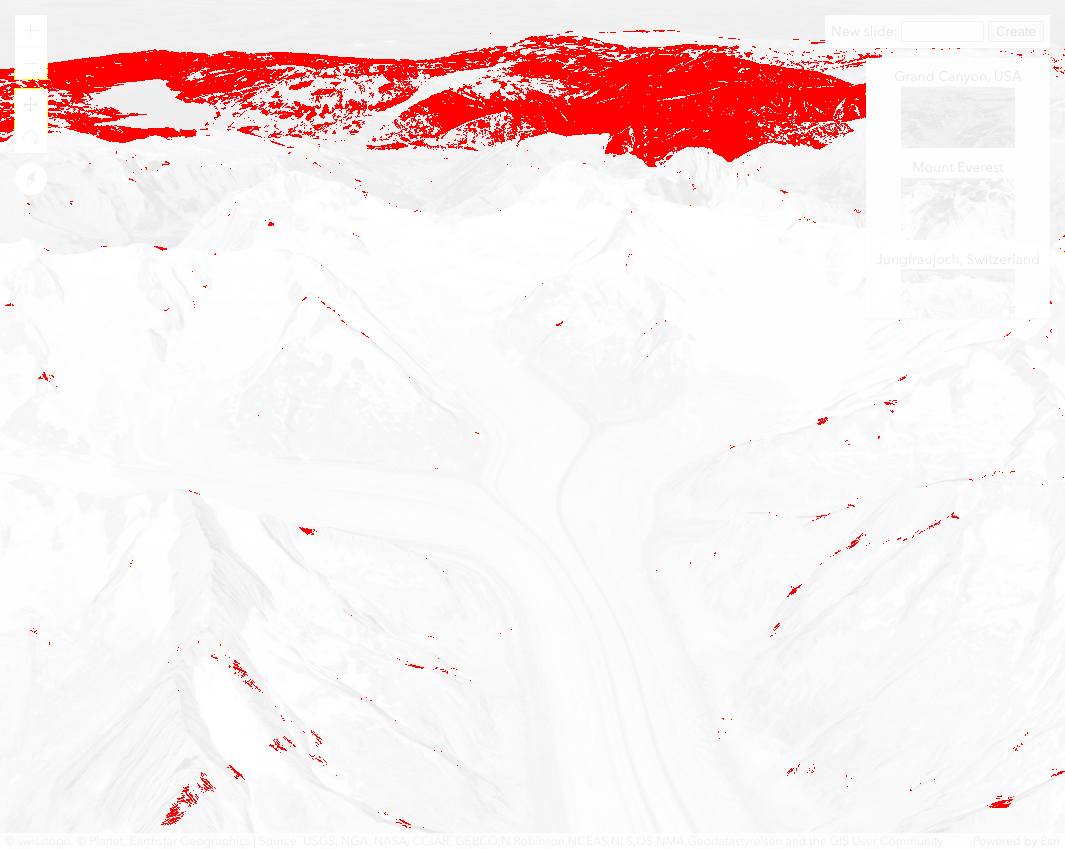 New slide: Create
Grand Canyon, USA
Mount Everest
Jungfraujoch, Switzerland
© swisstopo, © Planet, Earthstar Geographics | Source: USGS, NGA, NASA, CGIAR, GEBCO,N Robinson,NCEAS,NLS,OS,NMA,Geodatastyrelsen and the GIS User Community Powered by Esri